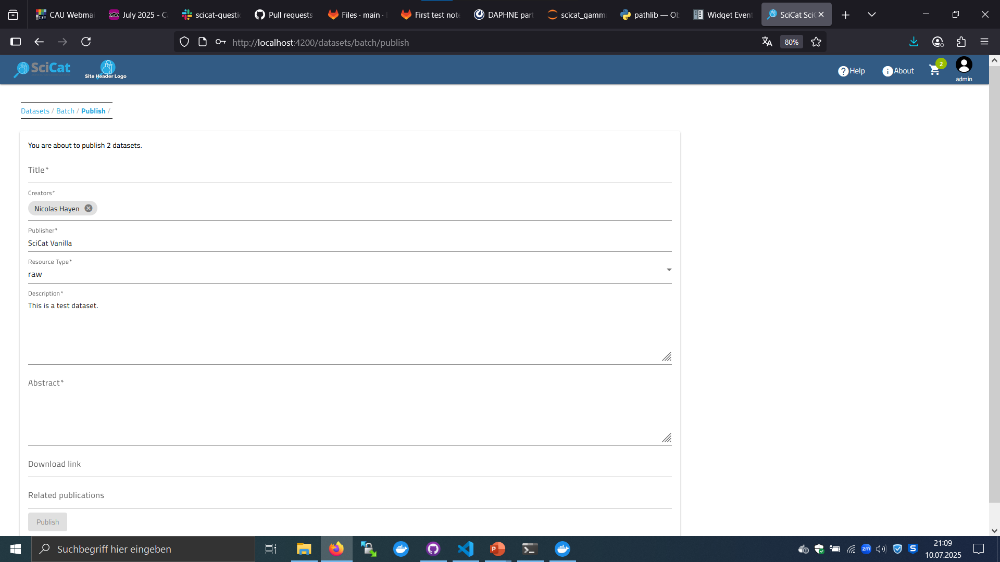 CAU Webmai
July 2025 - C
scicat-questic
Pull requests
Files · main ·
First test note
DAPHNE part
scicat_gamm
pathlib — Ob
Widget Event
SciCat SciC
http://localhost:4200/datasets/batch/publish
80%
SciCat
Site Header Logo
Help
About
2
admin
Datasets / Batch / Publish /
You are about to publish 2 datasets.
Title*
Creators*
Nicolas Hayen
Publisher*
SciCat Vanilla
Resource Type*
raw
Description*
This is a test dataset.
Abstract*
Download link
Related publications
Publish
Suchbegriff hier eingeben
zm
21:09
10.07.2025